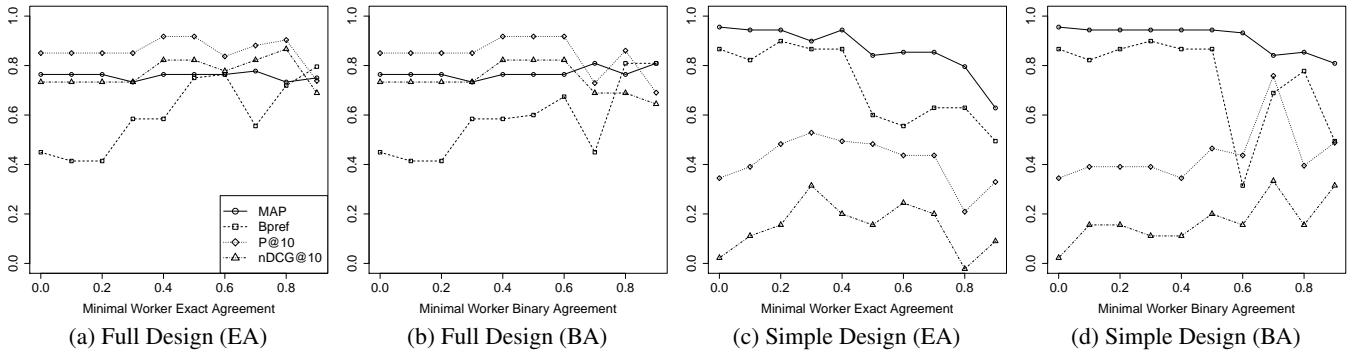 1.0
0.8
0.6
0.4
0.2
0.0
MAP
Bpref
P@10
nDCG@10
0.0 0.2 0.4 0.6 0.8
Minimal Worker Exact Agreement
(a) Full Design (EA)
1.0
0.8
0.6
0.4
0.2
0.0
0.0 0.2 0.4 0.6 0.8
Minimal Worker Binary Agreement
(b) Full Design (BA)
1.0
0.8
0.6
0.4
0.2
0.0
0.0 0.2 0.4 0.6 0.8
Minimal Worker Exact Agreement
(c) Simple Design (EA)
1.0
0.8
0.6
0.4
0.2
0.0
0.0 0.2 0.4 0.6 0.8
Minimal Worker Binary Agreement
(d) Simple Design (BA)